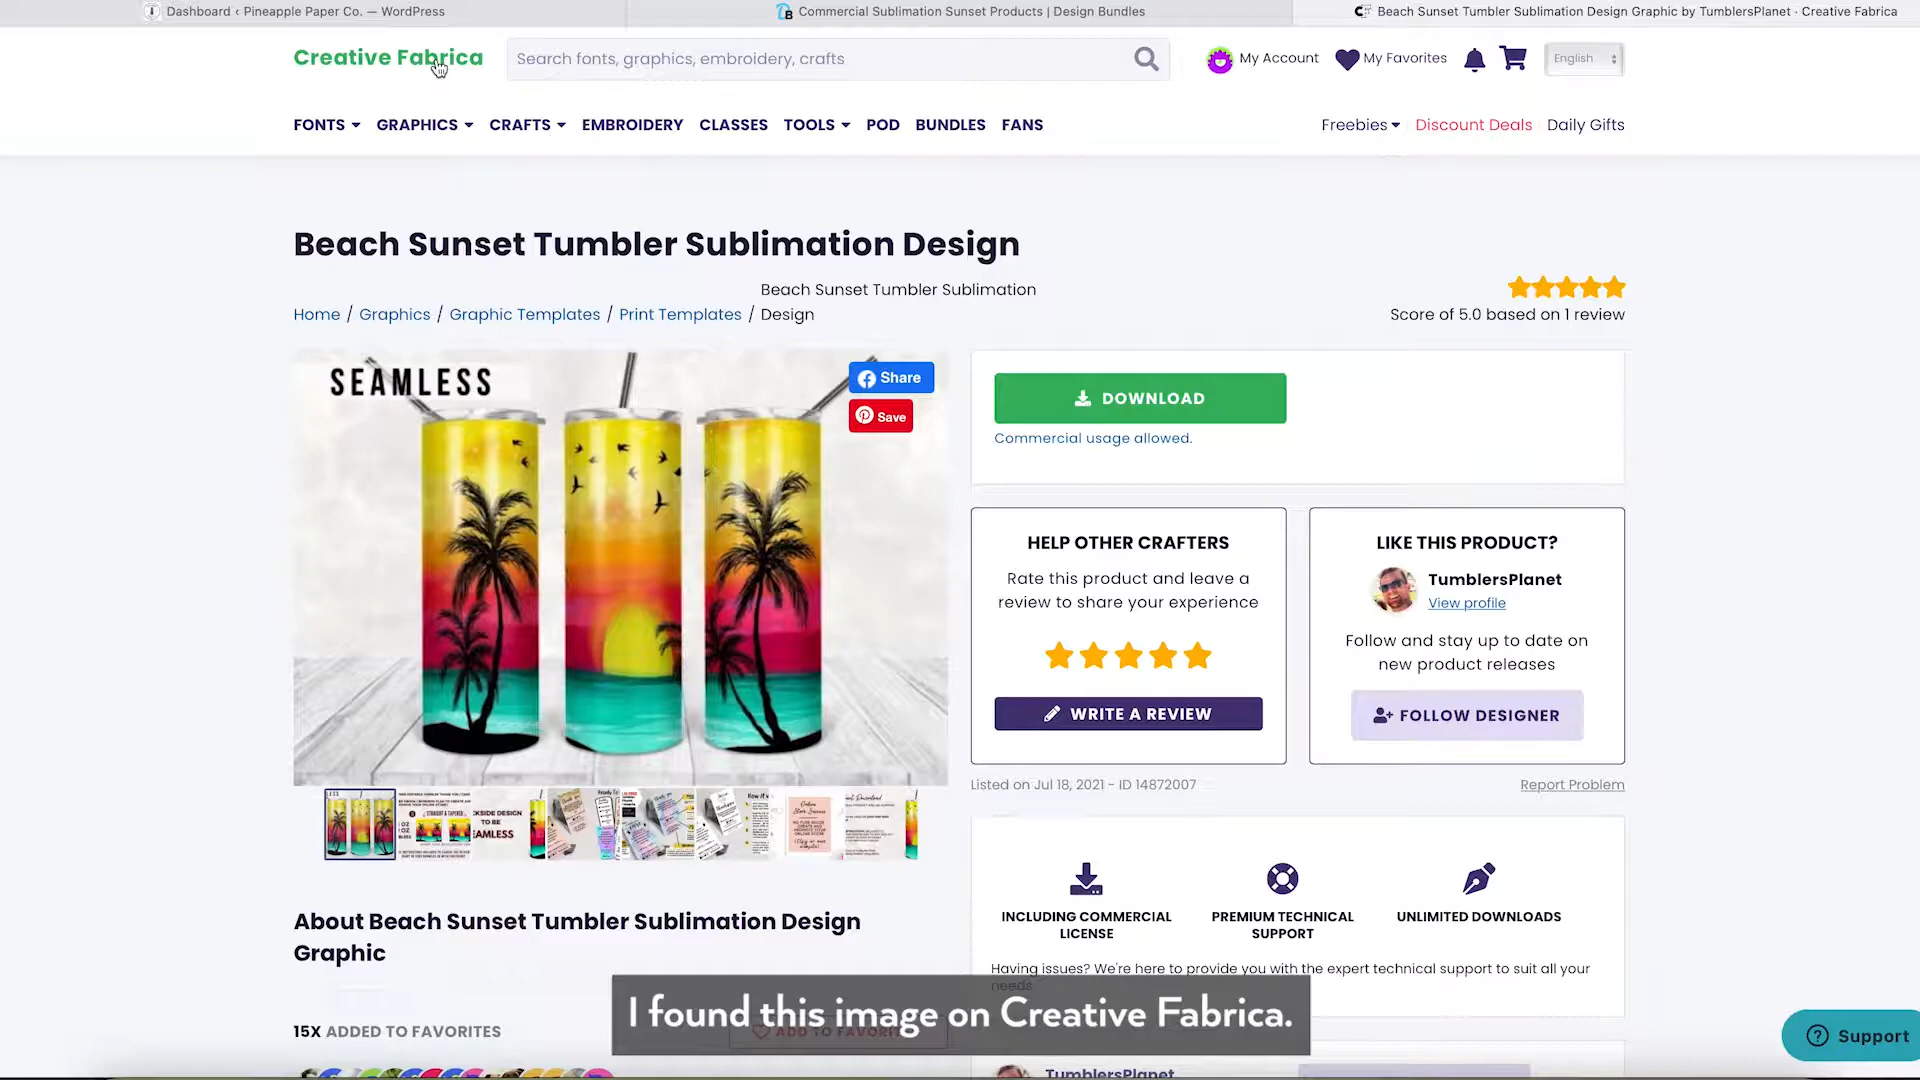 Dashboard ‹ Pineapple Paper Co. — WordPress
Commercial Sublimation Sunset Products | Design Bundles
Beach Sunset Tumbler Sublimation Design Graphic by TumblersPlanet · Creative Fabrica
Creative Fabrica
Search fonts, graphics, embroidery, crafts
My Account
My Favorites
English
FONTS
GRAPHICS
CRAFTS
EMBROIDERY
CLASSES
TOOLS
POD
BUNDLES
FANS
Freebies
Discount Deals
Daily Gifts
Beach Sunset Tumbler Sublimation Design
Home / Graphics / Graphic Templates / Print Templates / Beach Sunset Tumbler Sublimation
Design
Score of 5.0 based on 1 review
SEAMLESS
Share
Save
DOWNLOAD
Commercial usage allowed.
HELP OTHER CRAFTERS
Rate this product and leave a
review to share your experience
WRITE A REVIEW
LIKE THIS PRODUCT?
TumblersPlanet
View profile
Follow and stay up to date on
new product releases
FOLLOW DESIGNER
Listed on Jul 18, 2021 - ID 14872007
Report Problem
INCLUDING COMMERCIAL
LICENSE
PREMIUM TECHNICAL
SUPPORT
UNLIMITED DOWNLOADS
Having issues? We're here to provide you with the expert technical support to suit all your
needs
About Beach Sunset Tumbler Sublimation Design
Graphic
15X ADDED TO FAVORITES
I found this image on Creative Fabrica.
Support
TumblersPlanet